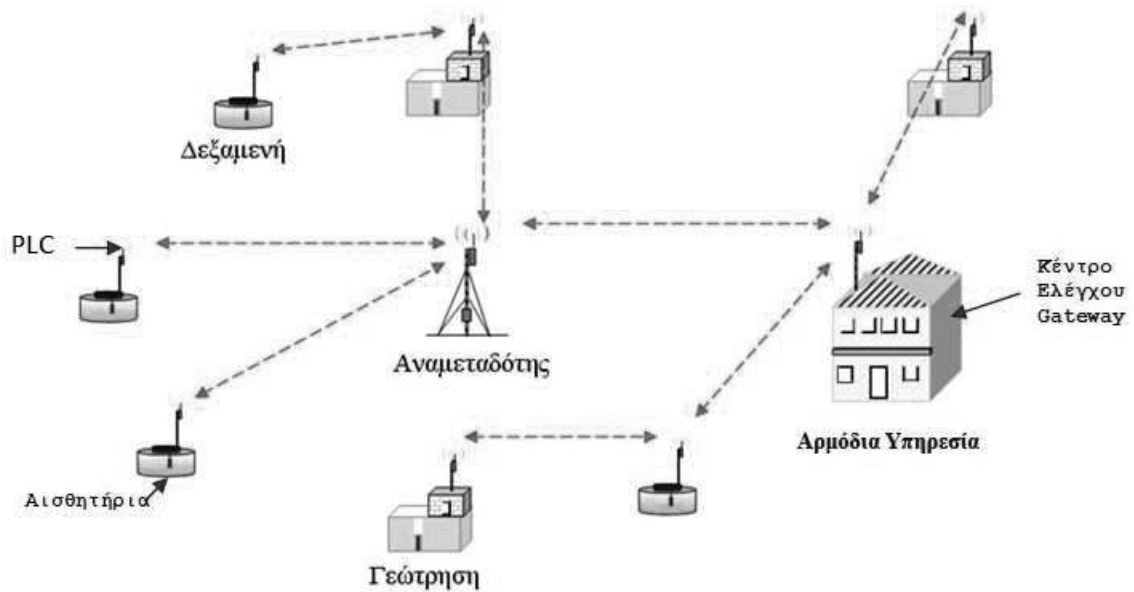 Δεξαμενή
PLC
Κέντρο
Ελέγχου
Gateway
Αναμεταδότης
Αρμόδια Υπηρεσία
Αισθητήρια
Γεώτρηση